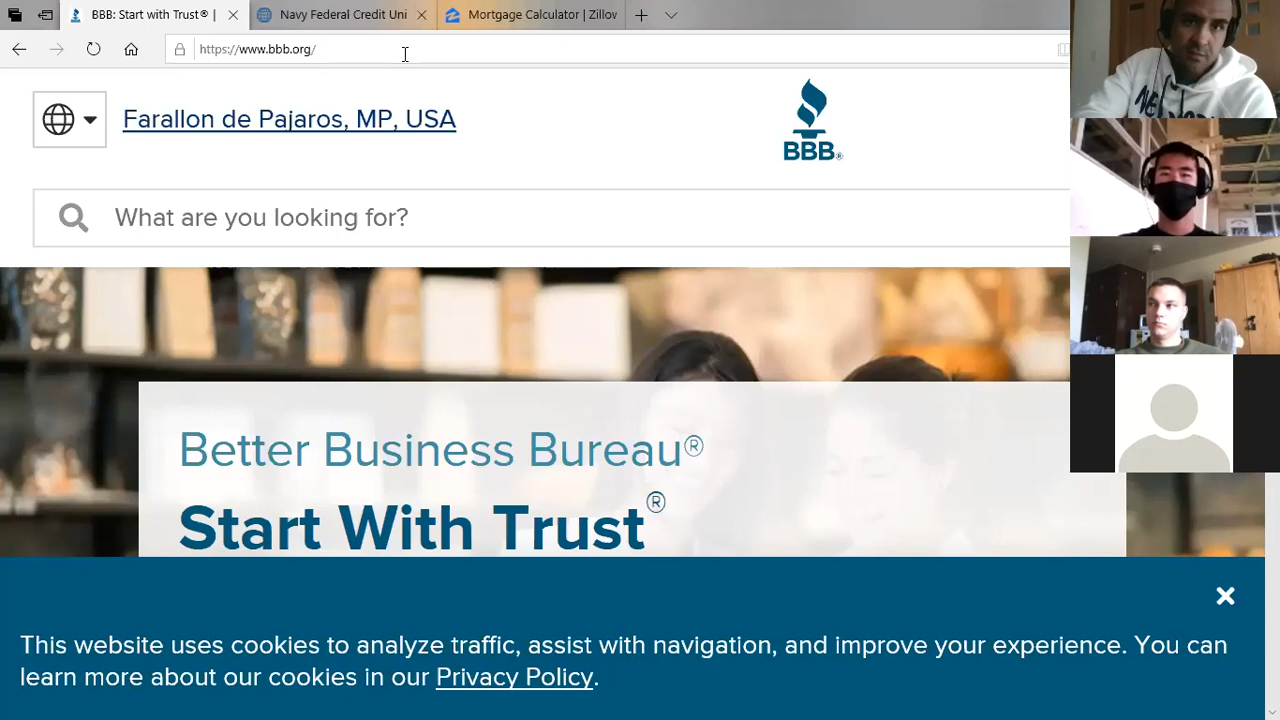 BBB: Start with Trust® |
Navy Federal Credit Uni
Mortgage Calculator | Zillow
https://www.bbb.org/
Farallon de Pajaros, MP, USA
BBB®
What are you looking for?
Better Business Bureau®
Start With Trust®
This website uses cookies to analyze traffic, assist with navigation, and improve your experience. You can
learn more about our cookies in our Privacy Policy.